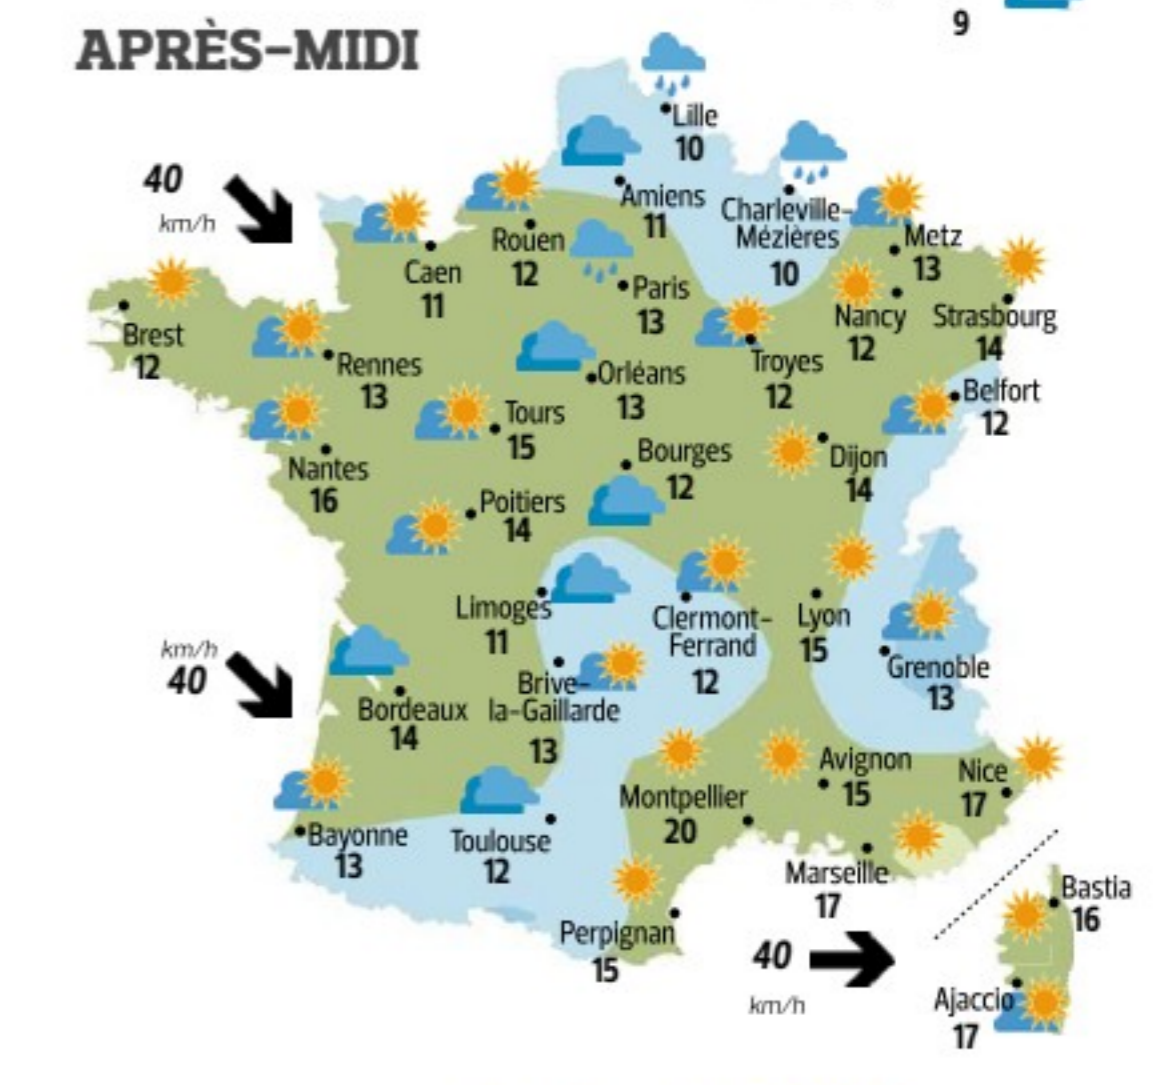 9
APRÈS-MIDI
Lille
10
40
km/h
Amiens
11
Charleville-
Mézières
10
Rouen
12
Metz
13
Caen
11
Paris
13
Nancy
12
Strasbourg
14
Brest
12
Rennes
13
Troyes
12
Orléans
13
Belfort
12
Tours
15
Bourges
12
Dijon
14
Nantes
16
Poitiers
14
Limoges
11
Clermont-
Ferrand
12
Lyon
15
km/h
40
Grenoble
13
Brive-
la-Gaillarde
13
Bordeaux
14
Avignon
15
Nice
17
Montpellier
20
Bayonne
13
Toulouse
12
Marseille
17
Bastia
16
Perpignan
15
40
km/h
Ajaccio
17